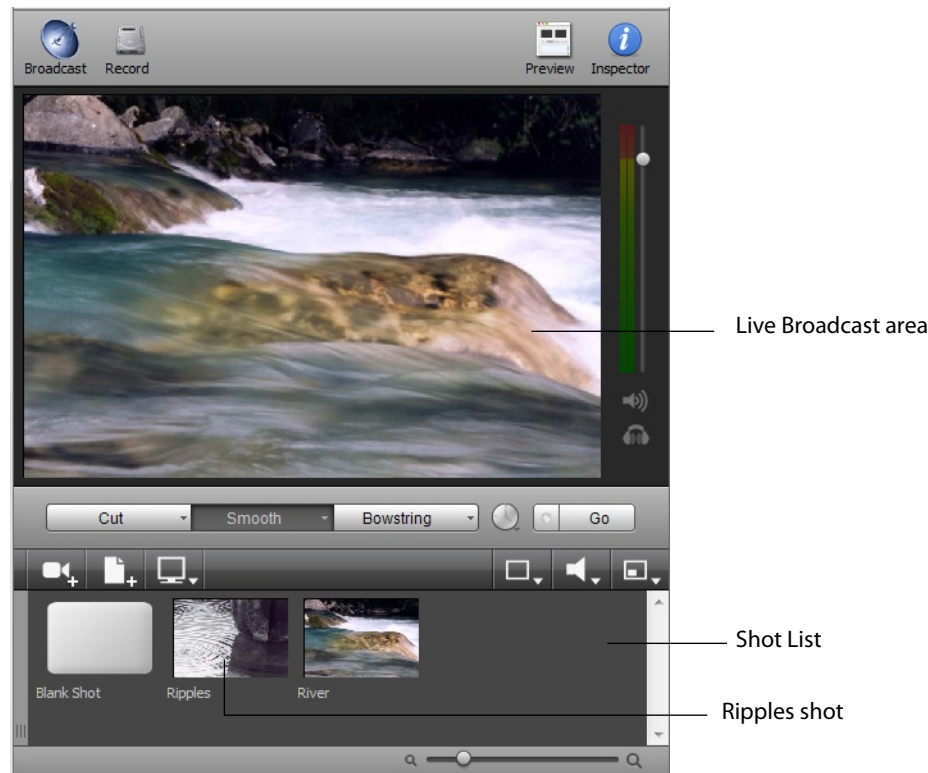 Broadcast Record Preview Inspector
Live Broadcast area
Cut Smooth Bowstring Go
Shot List
Blank Shot Ripples River
Ripples shot